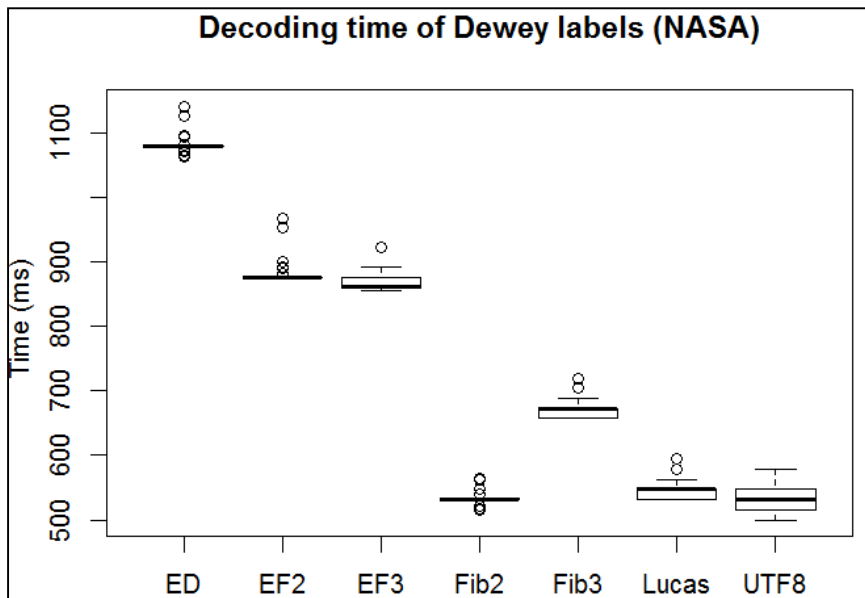 Decoding time of Dewey labels (NASA)
Time (ms)
1100
900
800
700
600
500
ED EF2 EF3 Fib2 Fib3 Lucas UTF8